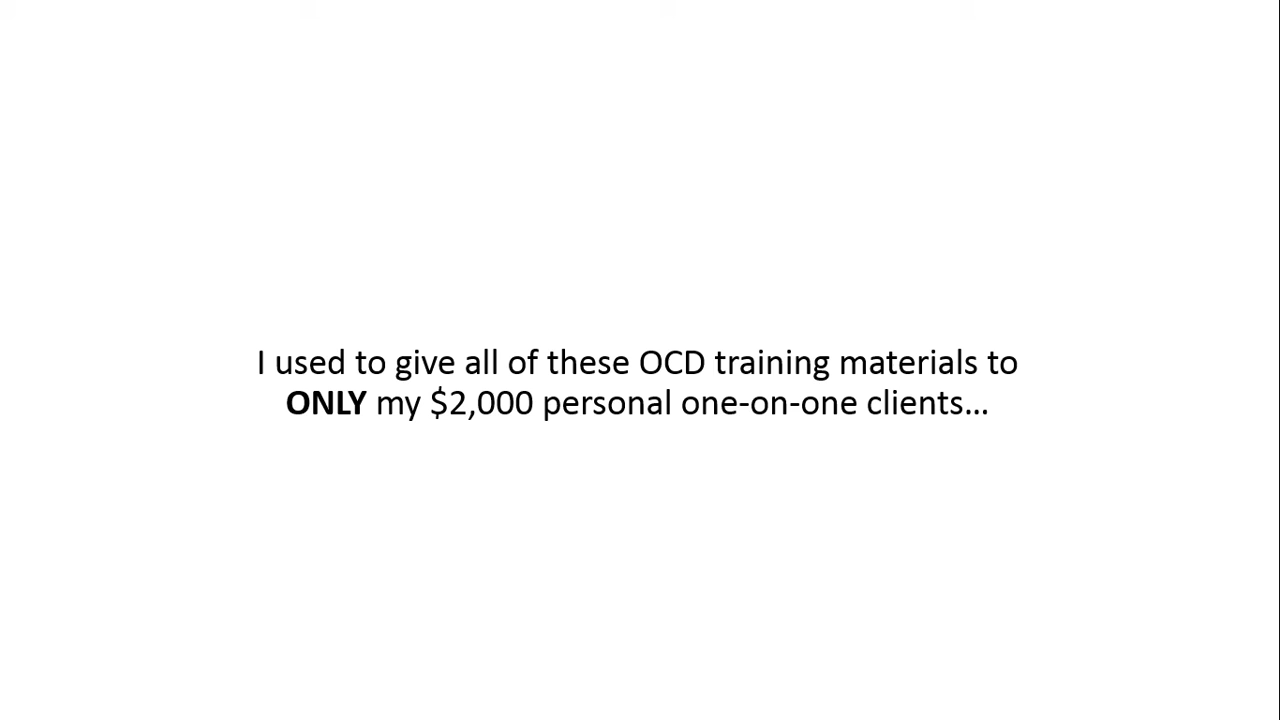 I used to give all of these OCD training materials to
ONLY my $2,000 personal one-on-one clients...